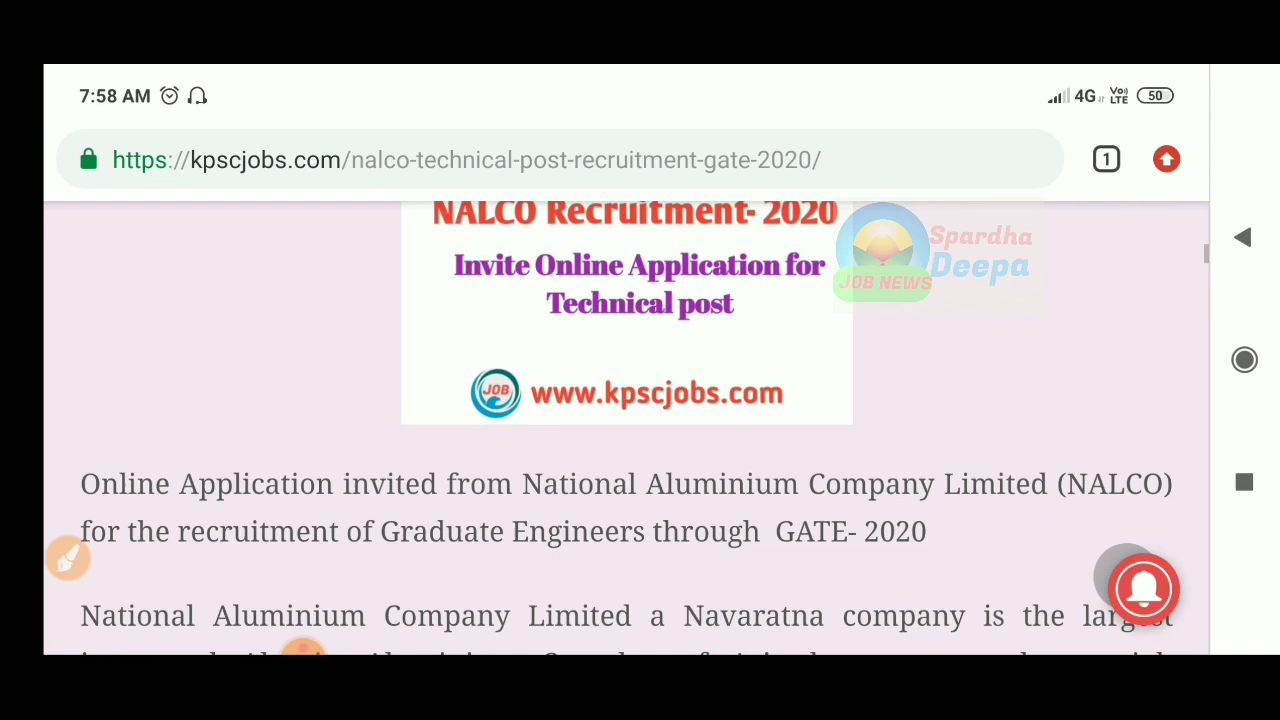 7:58 AM
4G Vo)) LTE 50
https://kpscjobs.com/nalco-technical-post-recruitment-gate-2020/
1
NALCO Recruitment- 2020
Invite Online Application for
Technical post
JOB www.kpscjobs.com
Spardha
Deepa
JOB NEWS
Online Application invited from National Aluminium Company Limited (NALCO)
for the recruitment of Graduate Engineers through GATE- 2020
National Aluminium Company Limited a Navaratna company is the largest